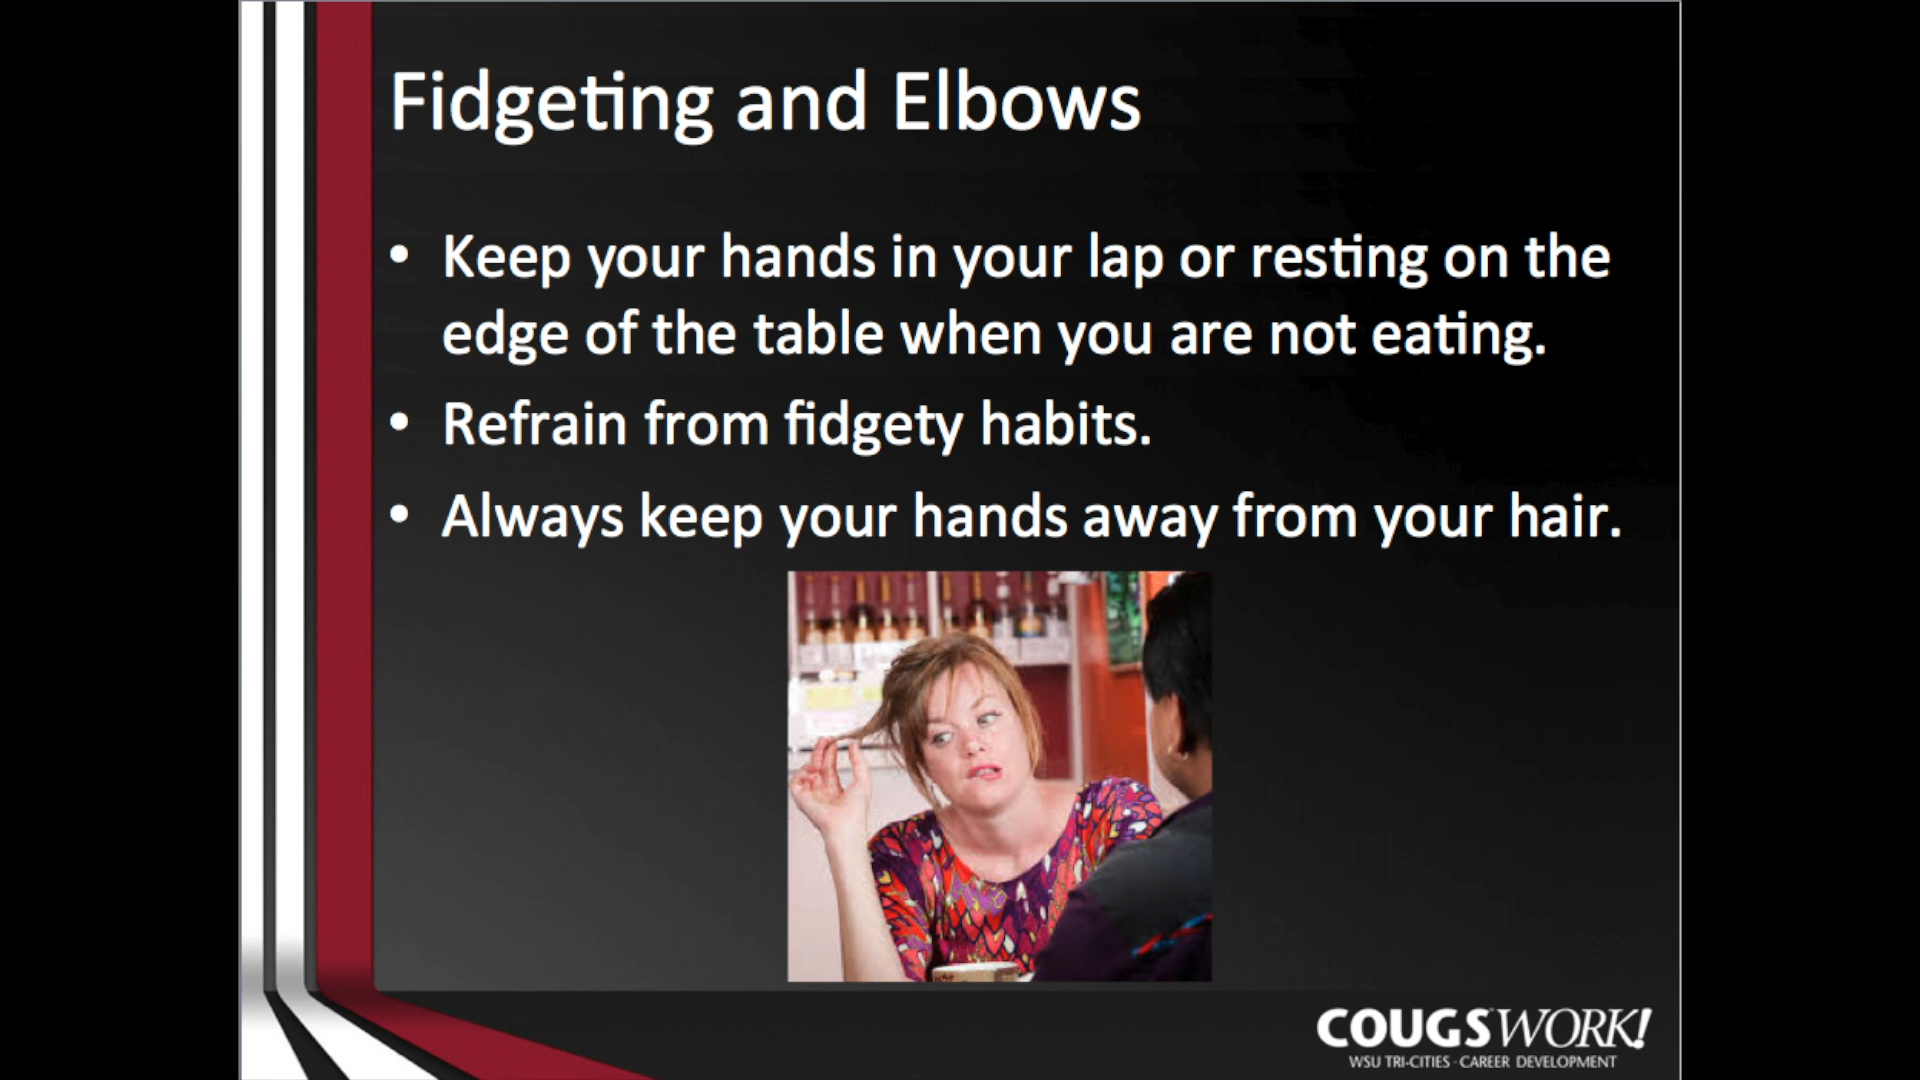 Fidgeting and Elbows
• Keep your hands in your lap or resting on the
edge of the table when you are not eating.
• Refrain from fidgety habits.
• Always keep your hands away from your hair.
COUGSWORK!
WSU TRI-CITIES · CAREER DEVELOPMENT